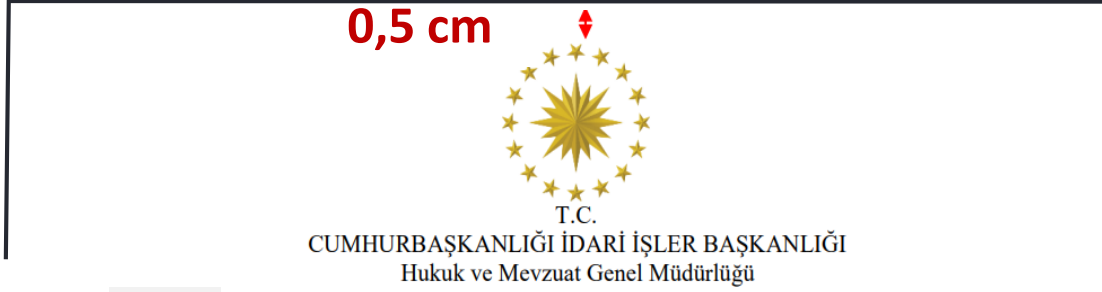 0,5 cm
T.C.
CUMHURBAŞKANLIĞI İDARİ İŞLER BAŞKANLIĞI
Hukuk ve Mevzuat Genel Müdürlüğü